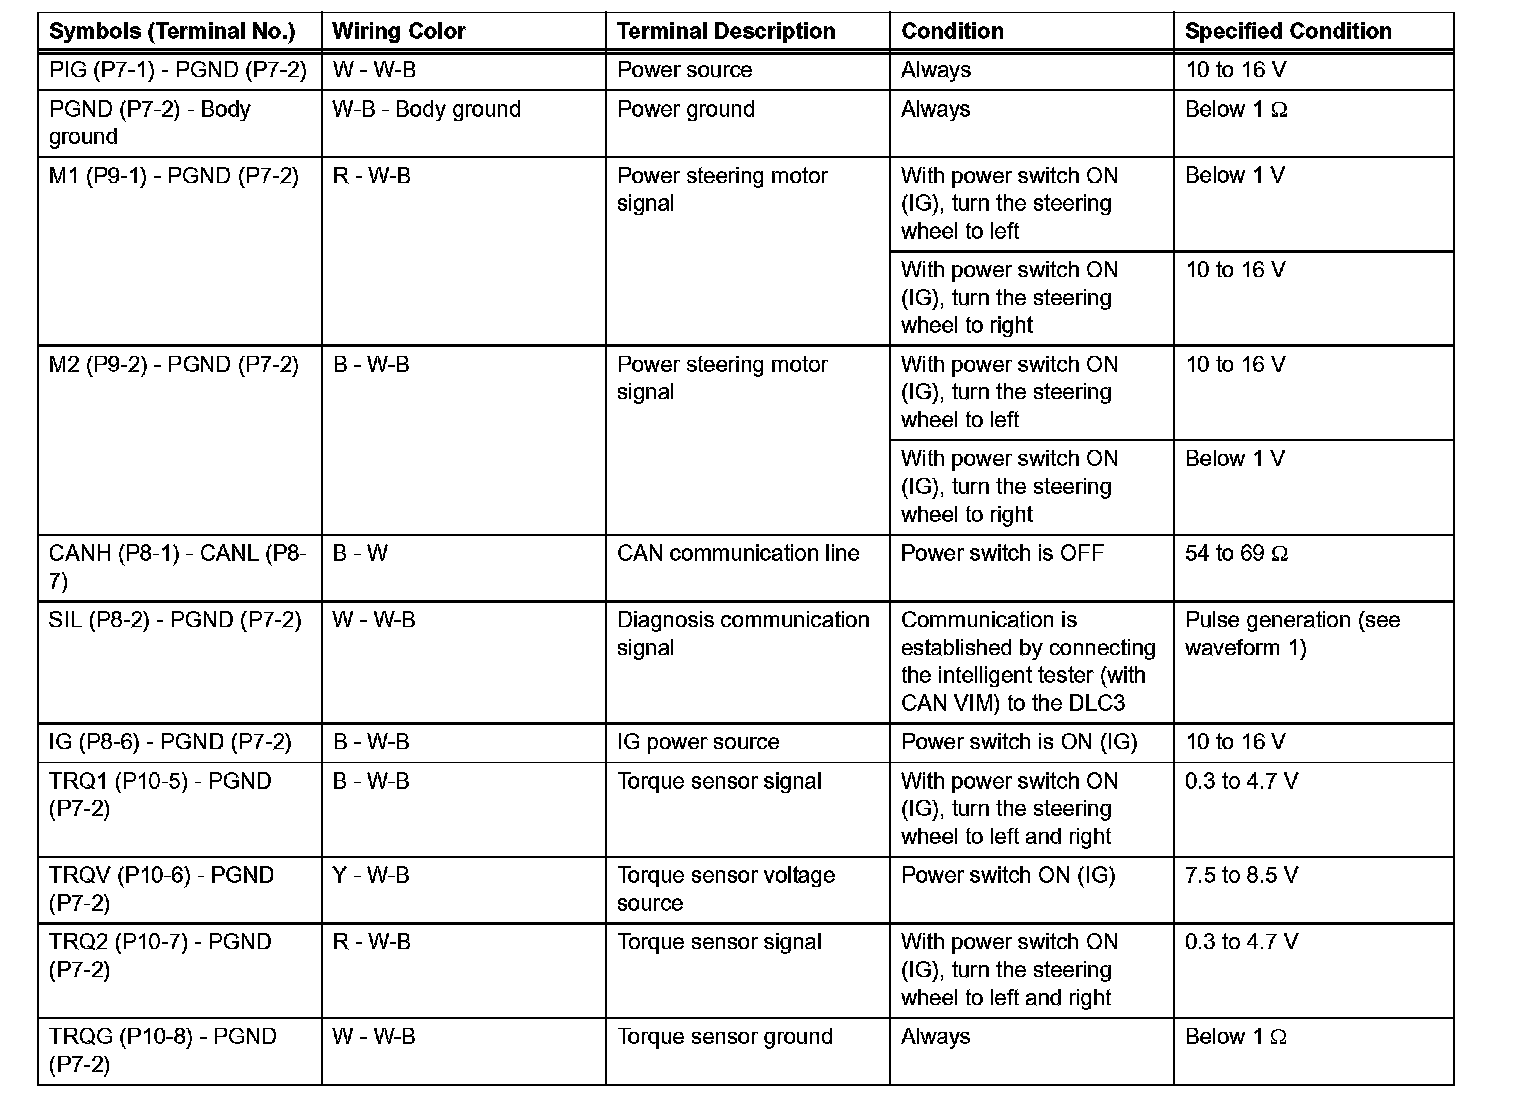 Symbols (Terminal No.) Wiring Color Terminal Description Condition Specified Condition
PIG (P7-1) - PGND (P7-2) W - W-B Power source Always 10 to 16 V
PGND (P7-2) - Body W-B - Body ground Power ground Always Below 1 Ω
ground
M1 (P9-1) - PGND (P7-2) R - W-B Power steering motor With power switch ON Below 1 V
signal (IG), turn the steering
wheel to left
With power switch ON 10 to 16 V
(IG), turn the steering
wheel to right
M2 (P9-2) - PGND (P7-2) B - W-B Power steering motor With power switch ON 10 to 16 V
signal (IG), turn the steering
wheel to left
With power switch ON Below 1 V
(IG), turn the steering
wheel to right
CANH (P8-1) - CANL (P8- B - W CAN communication line Power switch is OFF 54 to 69 Ω
7)
SIL (P8-2) - PGND (P7-2) W - W-B Diagnosis communication Communication is Pulse generation (see
signal established by connecting waveform 1)
the intelligent tester (with
CAN VIM) to the DLC3
IG (P8-6) - PGND (P7-2) B - W-B IG power source Power switch is ON (IG) 10 to 16 V
TRQ1 (P10-5) - PGND B - W-B Torque sensor signal With power switch ON 0.3 to 4.7 V
(P7-2) (IG), turn the steering
wheel to left and right
TRQV (P10-6) - PGND Y - W-B Torque sensor voltage Power switch ON (IG) 7.5 to 8.5 V
(P7-2) source
TRQ2 (P10-7) - PGND R - W-B Torque sensor signal With power switch ON 0.3 to 4.7 V
(P7-2) (IG), turn the steering
wheel to left and right
TRQG (P10-8) - PGND W - W-B Torque sensor ground Always Below 1 Ω
(P7-2)